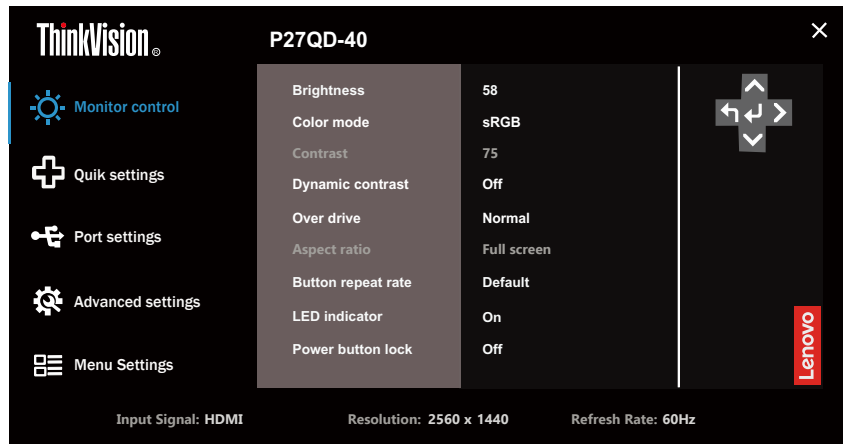 ThinkVision®
P27QD-40
Monitor control
Quik settings
Port settings
Advanced settings
Menu Settings
Brightness 58
Color mode sRGB
Contrast 75
Dynamic contrast Off
Over drive Normal
Aspect ratio Full screen
Button repeat rate Default
LED indicator On
Power button lock Off
Lenovo
Input Signal: HDMI Resolution: 2560 x 1440 Refresh Rate: 60Hz